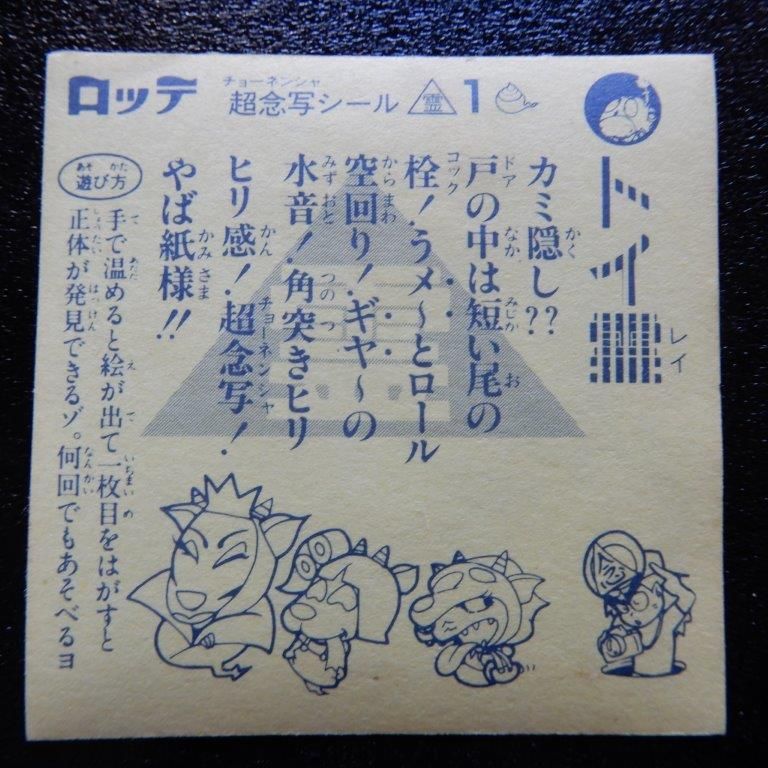 ロッテ
チョーネンシャ
超念写シール 霊 1
トイ霊
レイ
カミ隠し??
戸の中は短い尾の
栓！うメ〜とロール
空回り！ギヤ〜の
水音！角突きヒリ
ヒリ感！超念写！
やば紙様!!
遊び方
手で温めると絵が出て一枚目をはがすと
正体が発見できるゾ。何回でもあそべるヨ